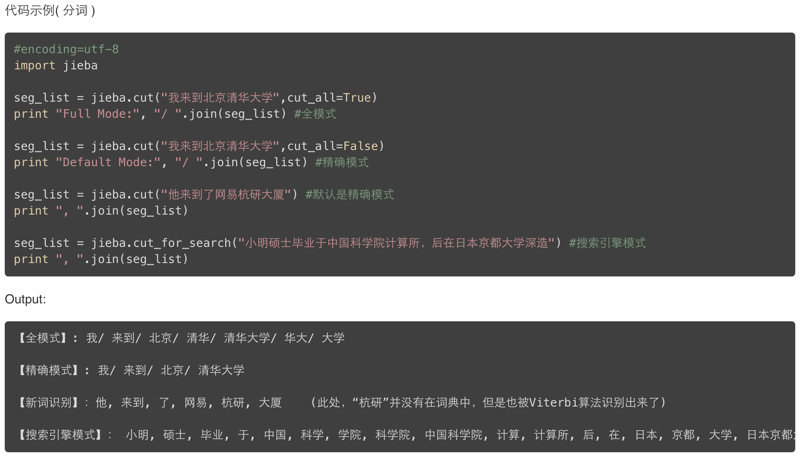 代码示例( 分词 )
#encoding=utf-8
import jieba
seg_list = jieba.cut("我来到北京清华大学",cut_all=True)
print "Full Mode:", "/ ".join(seg_list) #全模式
seg_list = jieba.cut("我来到北京清华大学",cut_all=False)
print "Default Mode:", "/ ".join(seg_list) #精确模式
seg_list = jieba.cut("他来到了网易杭研大厦") #默认是精确模式
print ", ".join(seg_list)
seg_list = jieba.cut_for_search("小明硕士毕业于中国科学院计算所，后在日本京都大学深造") #搜索引擎模式
print ", ".join(seg_list)
Output:
【全模式】: 我/ 来到/ 北京/ 清华/ 清华大学/ 华大/ 大学
【精确模式】: 我/ 来到/ 北京/ 清华大学
【新词识别】：他, 来到, 了, 网易, 杭研, 大厦    (此处，“杭研”并没有在词典中，但是也被Viterbi算法识别出来了)
【搜索引擎模式】： 小明, 硕士, 毕业, 于, 中国, 科学, 学院, 科学院, 中国科学院, 计算, 计算所, 后, 在, 日本, 京都, 大学, 日本京都